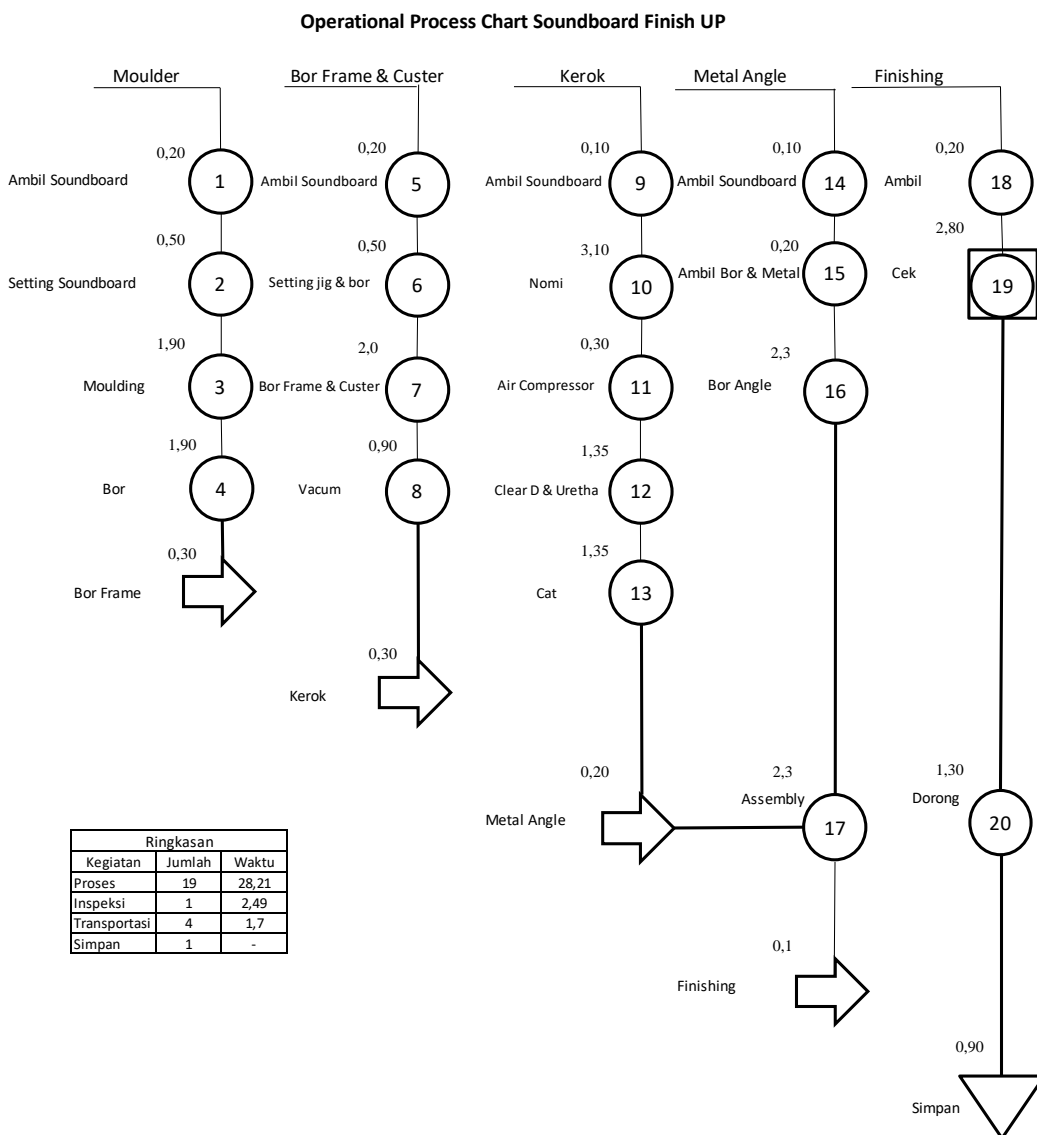 Operational Process Chart Soundboard Finish UP
Moulder
0,20
Ambil Soundboard
1
0,50
Setting Soundboard
2
1,90
Moulding
3
1,90
Bor
4
0,30
Bor Frame
Bor Frame & Custer
0,20
Ambil Soundboard
5
0,50
Setting jig & bor
6
2,0
Bor Frame & Custer
7
0,90
Vacum
8
0,30
Kerok
Kerok
0,10
Ambil Soundboard
9
3,10
Nomi
10
0,30
Air Compressor
11
1,35
Clear D & Uretha
12
1,35
Cat
13
0,20
Metal Angle
Metal Angle
0,10
Ambil Soundboard
14
0,20
Ambil Bor & Metal
15
2,3
Bor Angle
16
2,3
Assembly
17
0,1
Finishing
Finishing
0,20
Ambil
18
2,80
Cek
19
1,30
Dorong
20
0,90
Simpan
Ringkasan
Kegiatan Jumlah Waktu
Proses 19 28,21
Inspeksi 1 2,49
Transportasi 4 1,7
Simpan 1 -